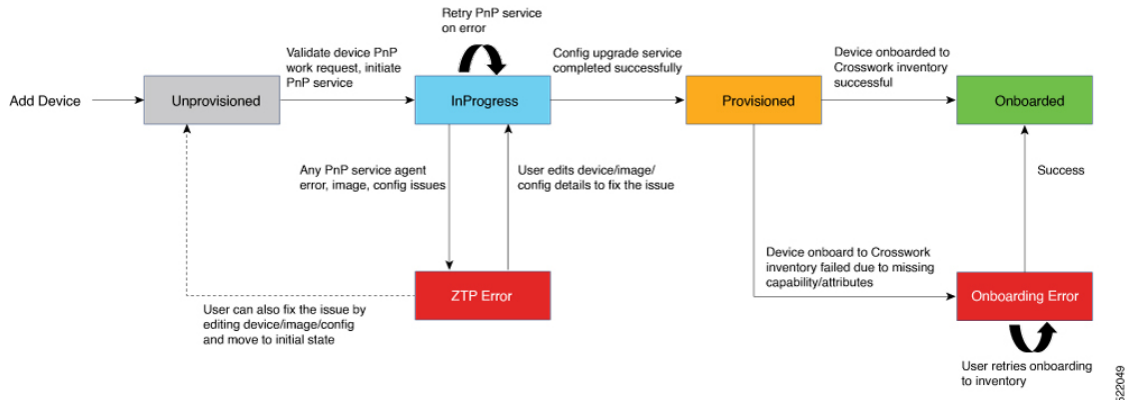 Retry PnP service
on error
Validate device PnP
work request, initiate
PnP service
Config upgrade service
completed successfully
Device onboarded to
Crosswork inventory
successful
Add Device
Unprovisioned
InProgress
Provisioned
Onboarded
Any PnP service agent
error, image, config issues
User edits device/image/
config details to fix the issue
Success
Device onboard to Crosswork
inventory failed due to missing
capability/attributes
ZTP Error
Onboarding Error
User can also fix the issue by
editing device/image/config
and move to initial state
User retries onboarding
to inventory
522049